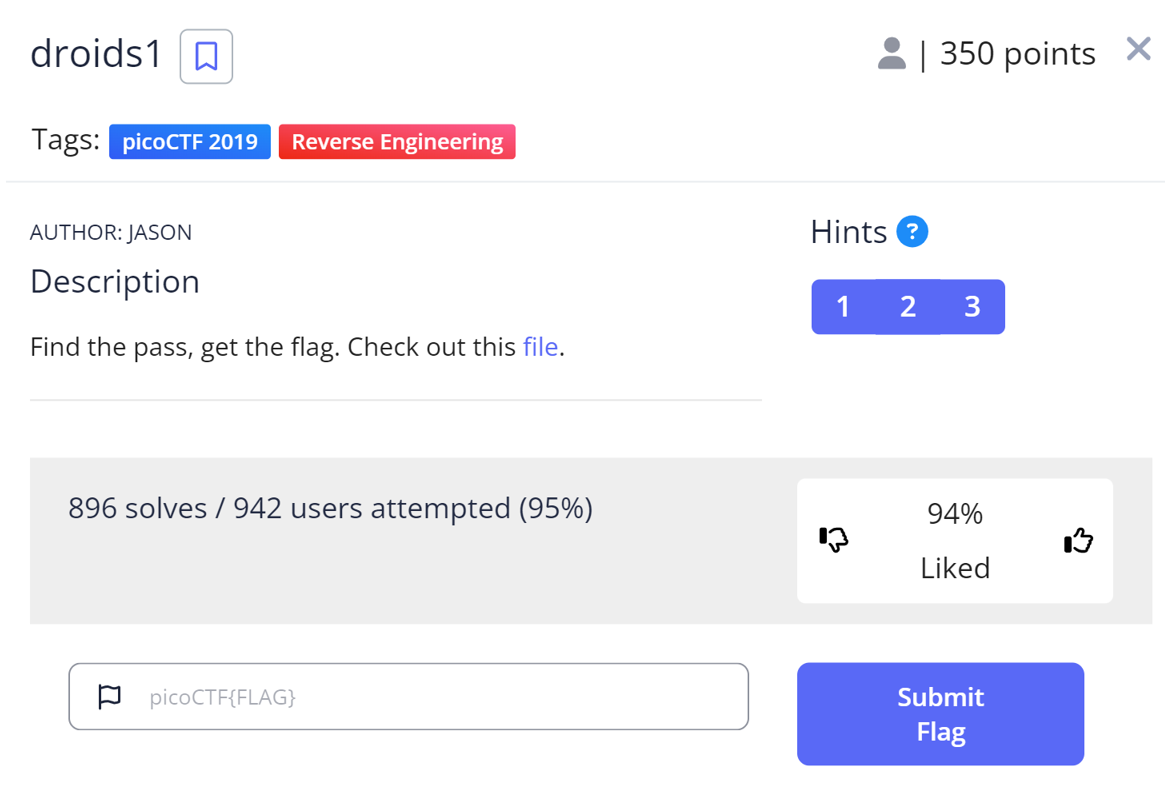 droids1
| 350 points
Tags: picoCTF 2019 Reverse Engineering
AUTHOR: JASON
Description
Find the pass, get the flag. Check out this file.
Hints ?
1 2 3
896 solves / 942 users attempted (95%)
94%
Liked
picoCTF{FLAG}
Submit
Flag